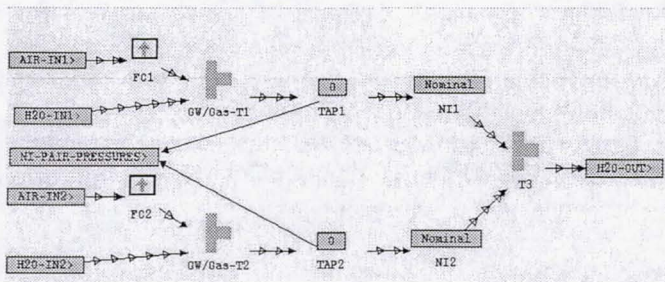 AIR-IN1>
FC1
H2O-IN1>
GW/Gas-T1
0
TAP1
Nominal
NI1
NI-PAIR-PRESSURES>
T3
H2O-OUT>
AIR-IN2>
FC2
H2O-IN2>
GW/Gas-T2
0
TAP2
Nominal
NI2